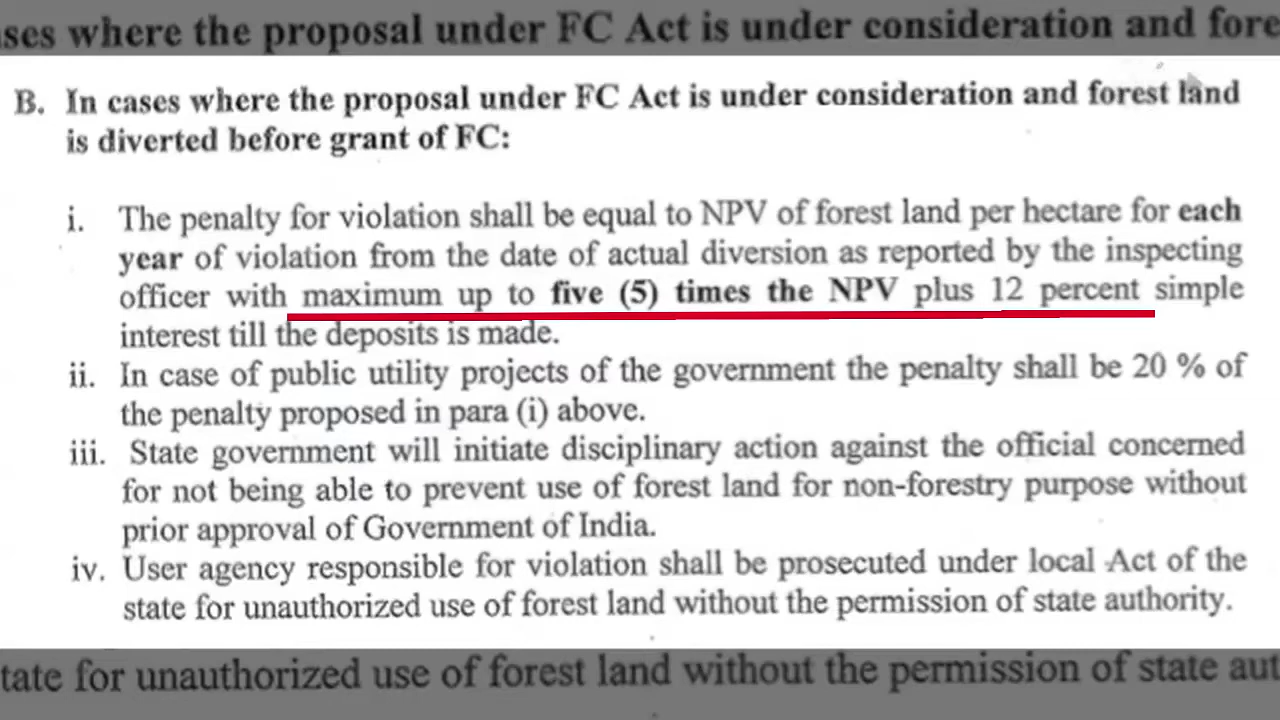 ses where the proposal under FC Act is under consideration and fore
B. In cases where the proposal under FC Act is under consideration and forest land
is diverted before grant of FC:
i. The penalty for violation shall be equal to NPV of forest land per hectare for each
year of violation from the date of actual diversion as reported by the inspecting
officer with maximum up to five (5) times the NPV plus 12 percent simple
interest till the deposits is made.
ii. In case of public utility projects of the government the penalty shall be 20 % of
the penalty proposed in para (i) above.
iii. State government will initiate disciplinary action against the official concerned
for not being able to prevent use of forest land for non-forestry purpose without
prior approval of Government of India.
iv. User agency responsible for violation shall be prosecuted under local Act of the
state for unauthorized use of forest land without the permission of state authority.
tate for unauthorized use of forest land without the permission of state aut